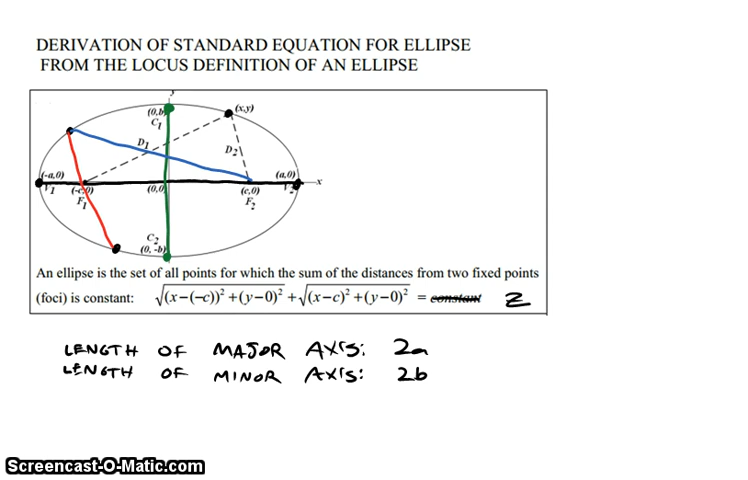 DERIVATION OF STANDARD EQUATION FOR ELLIPSE
FROM THE LOCUS DEFINITION OF AN ELLIPSE
y
(0,b)
C₁
(x,y)
D₁
D₂
(-a,0)
V₁
(-c,0)
F₁
(0,0)
(c,0)
F₂
(a,0)
V₂
x
C₂
(0,-b)
An ellipse is the set of all points for which the sum of the distances from two fixed points
(foci) is constant: √(x−(−c))² +(y−0)² + √(x−c)² +(y−0)² = constant 2
LENGTH OF MAJOR AXIS: 2a
LENGTH OF MINOR AXIS: 2b
Screencast-O-Matic.com